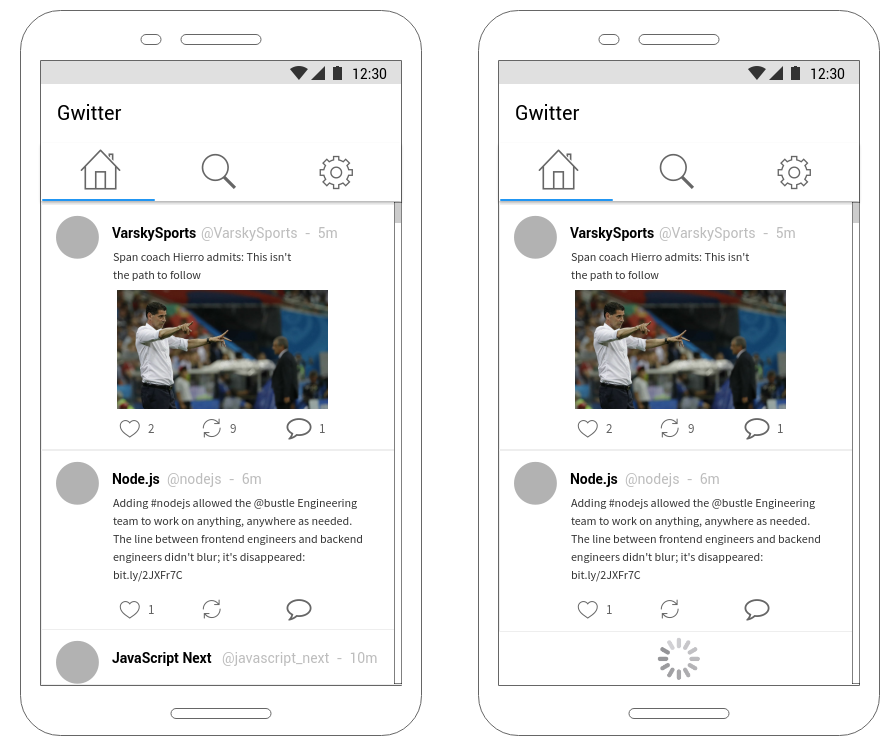 12:30
Gwitter
VarskySports @VarskySports - 5m
Span coach Hierro admits: This isn't
the path to follow
2 9 1
Node.js @nodejs - 6m
Adding #nodejs allowed the @bustle Engineering
team to work on anything, anywhere as needed.
The line between frontend engineers and backend
engineers didn't blur; it's disappeared:
bit.ly/2JXFr7C
1
JavaScript Next @javascript_next - 10m
12:30
Gwitter
VarskySports @VarskySports - 5m
Span coach Hierro admits: This isn't
the path to follow
2 9 1
Node.js @nodejs - 6m
Adding #nodejs allowed the @bustle Engineering
team to work on anything, anywhere as needed.
The line between frontend engineers and backend
engineers didn't blur; it's disappeared:
bit.ly/2JXFr7C
1